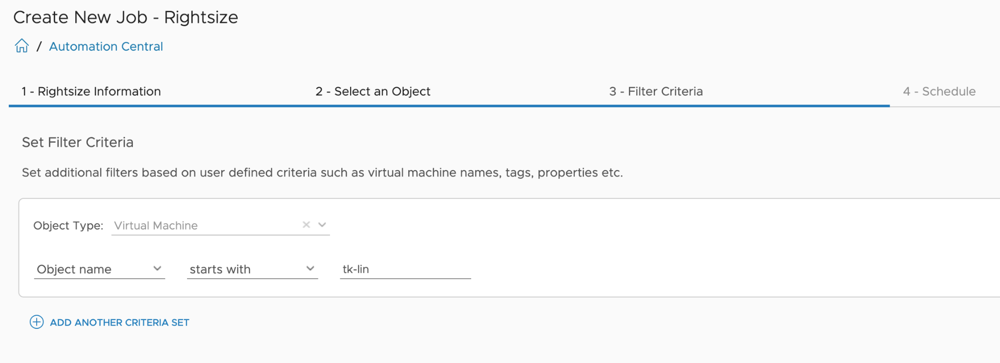 Create New Job - Rightsize
/ Automation Central
1 - Rightsize Information 2 - Select an Object 3 - Filter Criteria 4 - Schedule
Set Filter Criteria
Set additional filters based on user defined criteria such as virtual machine names, tags, properties etc.
Object Type: Virtual Machine
Object name starts with tk-lin
ADD ANOTHER CRITERIA SET